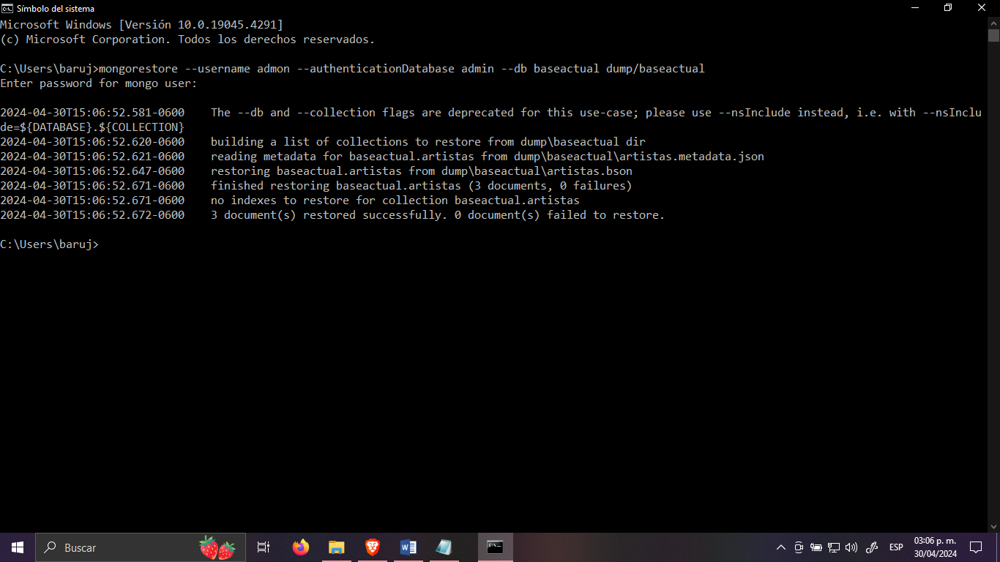 Símbolo del sistema
Microsoft Windows [Versión 10.0.19045.4291]
(c) Microsoft Corporation. Todos los derechos reservados.
C:\Users\baruj>mongorestore --username admon --authenticationDatabase admin --db baseactual dump/baseactual
Enter password for mongo user:
2024-04-30T15:06:52.581-0600    The --db and --collection flags are deprecated for this use-case; please use --nsInclude instead, i.e. with --nsInclu
de=${DATABASE}.${COLLECTION}
2024-04-30T15:06:52.620-0600    building a list of collections to restore from dump\baseactual dir
2024-04-30T15:06:52.621-0600    reading metadata for baseactual.artistas from dump\baseactual\artistas.metadata.json
2024-04-30T15:06:52.647-0600    restoring baseactual.artistas from dump\baseactual\artistas.bson
2024-04-30T15:06:52.671-0600    finished restoring baseactual.artistas (3 documents, 0 failures)
2024-04-30T15:06:52.671-0600    no indexes to restore for collection baseactual.artistas
2024-04-30T15:06:52.672-0600    3 document(s) restored successfully. 0 document(s) failed to restore.
C:\Users\baruj>
Buscar
ESP
03:06 p. m.
30/04/2024